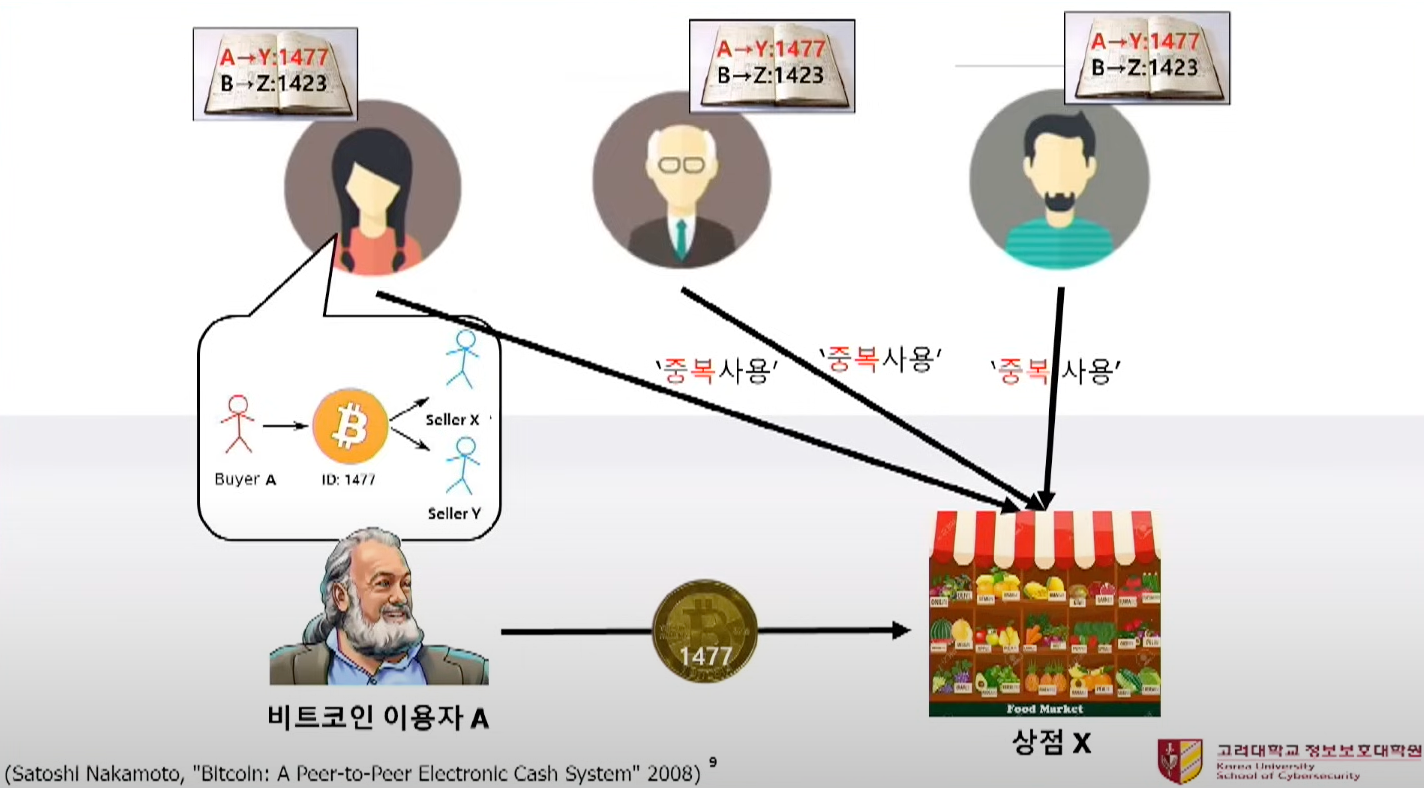 A→Y:1477
B→Z:1423
A→Y:1477
B→Z:1423
A→Y:1477
B→Z:1423
'중복사용'
'중복사용'
'중복사용'
Seller X
Buyer A
ID: 1477
Seller Y
1477
Food Market
비트코인 이용자 A
상점 X
(Satoshi Nakamoto, "Bitcoin: A Peer-to-Peer Electronic Cash System" 2008) 9
고려대학교 정보보호대학원
Korea University
School of Cybersecurity